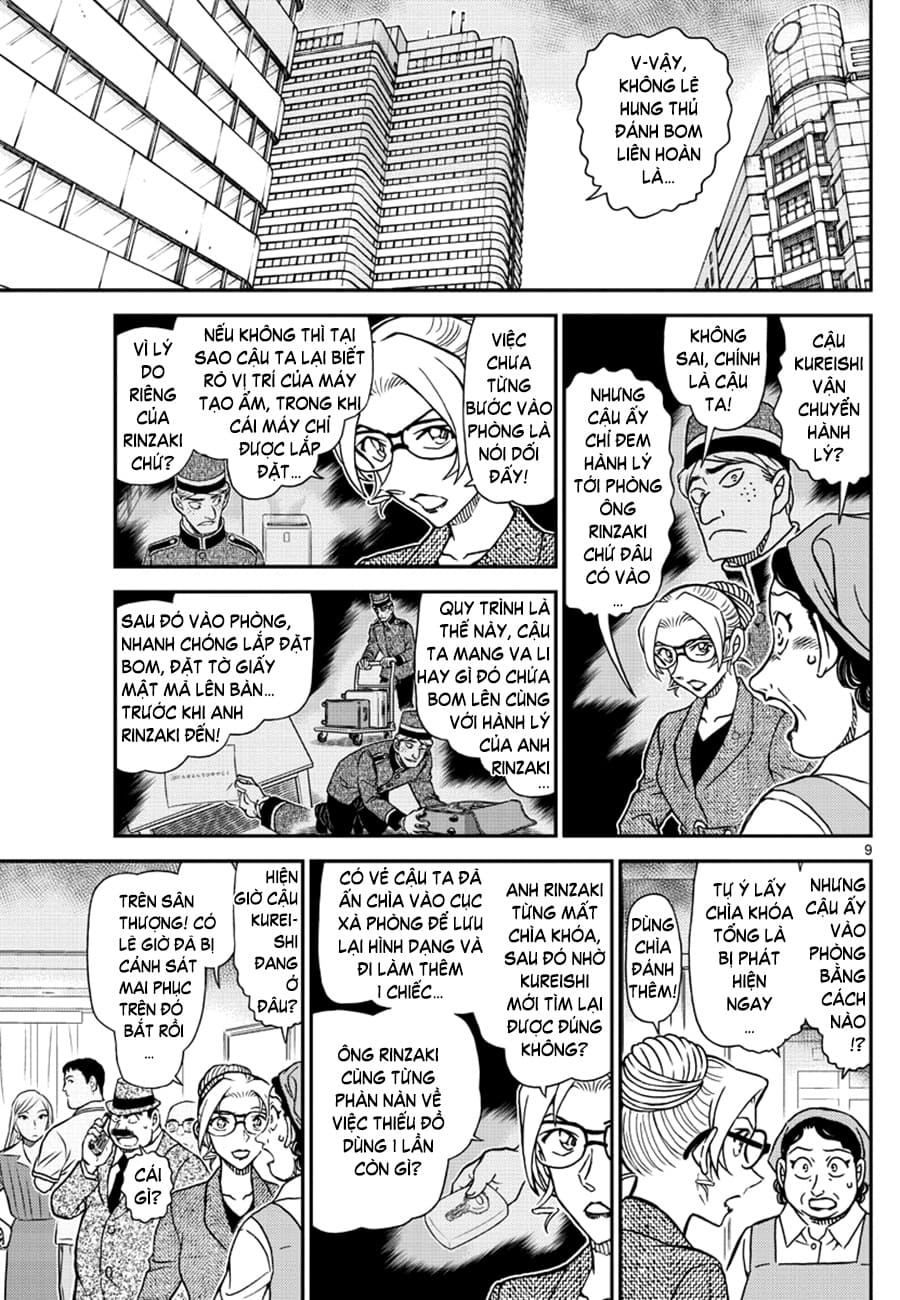 V-VẬY,
KHÔNG LẼ
HUNG THỦ
ĐÁNH BOM
LIÊN HOÀN
LÀ...
CẬU
KUREISHI
VẬN
CHUYỂN
HÀNH
LÝ?
KHÔNG
SAI, CHÍNH
LÀ CẬU
TA!
NHƯNG
CẬU ẤY
CHỈ ĐEM
HÀNH LÝ
TỚI PHÒNG
ÔNG
RINZAKI
CHỨ ĐÂU
CÓ VÀO
...
VIỆC
CHƯA
TỪNG
BƯỚC VÀO
PHÒNG LÀ
NÓI DỐI
ĐẤY!
NẾU KHÔNG THÌ TẠI
SAO CẬU TA LẠI BIẾT
RÕ VỊ TRÍ CỦA MÁY
TẠO ẨM, TRONG KHI
CÁI MÁY CHỈ
ĐƯỢC LẮP
ĐẶT...
VÌ LÝ
DO
RIÊNG
CỦA
RINZAKI
CHỨ?
QUY TRÌNH LÀ
THẾ NÀY, CẬU
TA MANG VA LI
HAY GÌ ĐÓ CHỨA
BOM LÊN CÙNG
VỚI HÀNH LÝ
CỦA ANH
RINZAKI
...
SAU ĐÓ VÀO PHÒNG,
NHANH CHÓNG LẮP ĐẶT
BOM, ĐẶT TỜ GIẤY
MẬT MÃ LÊN BÀN...
TRƯỚC KHI ANH
RINZAKI ĐẾN!
9
NHƯNG
CẬU ẤY
VÀO
PHÒNG
BẰNG
CÁCH
NÀO
!?
TỰ Ý LẤY
CHÌA KHÓA
TỔNG LÀ
BỊ PHÁT
HIỆN
NGAY
...
DÙNG
CHÌA
ĐÁNH
THÊM!
ANH RINZAKI
TỪNG MẤT
CHÌA KHÓA,
SAU ĐÓ NHỜ
KUREISHI
MỚI TÌM LẠI
ĐƯỢC ĐÚNG
KHÔNG?
CÓ VẺ CẬU TA ĐÃ
ẤN CHÌA VÀO CỤC
XÀ PHÒNG ĐỂ LƯU
LẠI HÌNH DẠNG VÀ
ĐI LÀM THÊM
1 CHIẾC...
ÔNG RINZAKI
CŨNG TỪNG
PHÀN NÀN VỀ
VIỆC THIẾU ĐỒ
DÙNG 1 LẦN
CÒN GÌ?
HIỆN
GIỜ CẬU
KUREI-
SHI
ĐANG
Ở
ĐÂU?
TRÊN SÂN
THƯỢNG! CÓ
LẼ GIỜ ĐÃ BỊ
CẢNH SÁT
MAI PHỤC
TRÊN ĐÓ
BẮT RỒI
...
CÁI
GÌ?